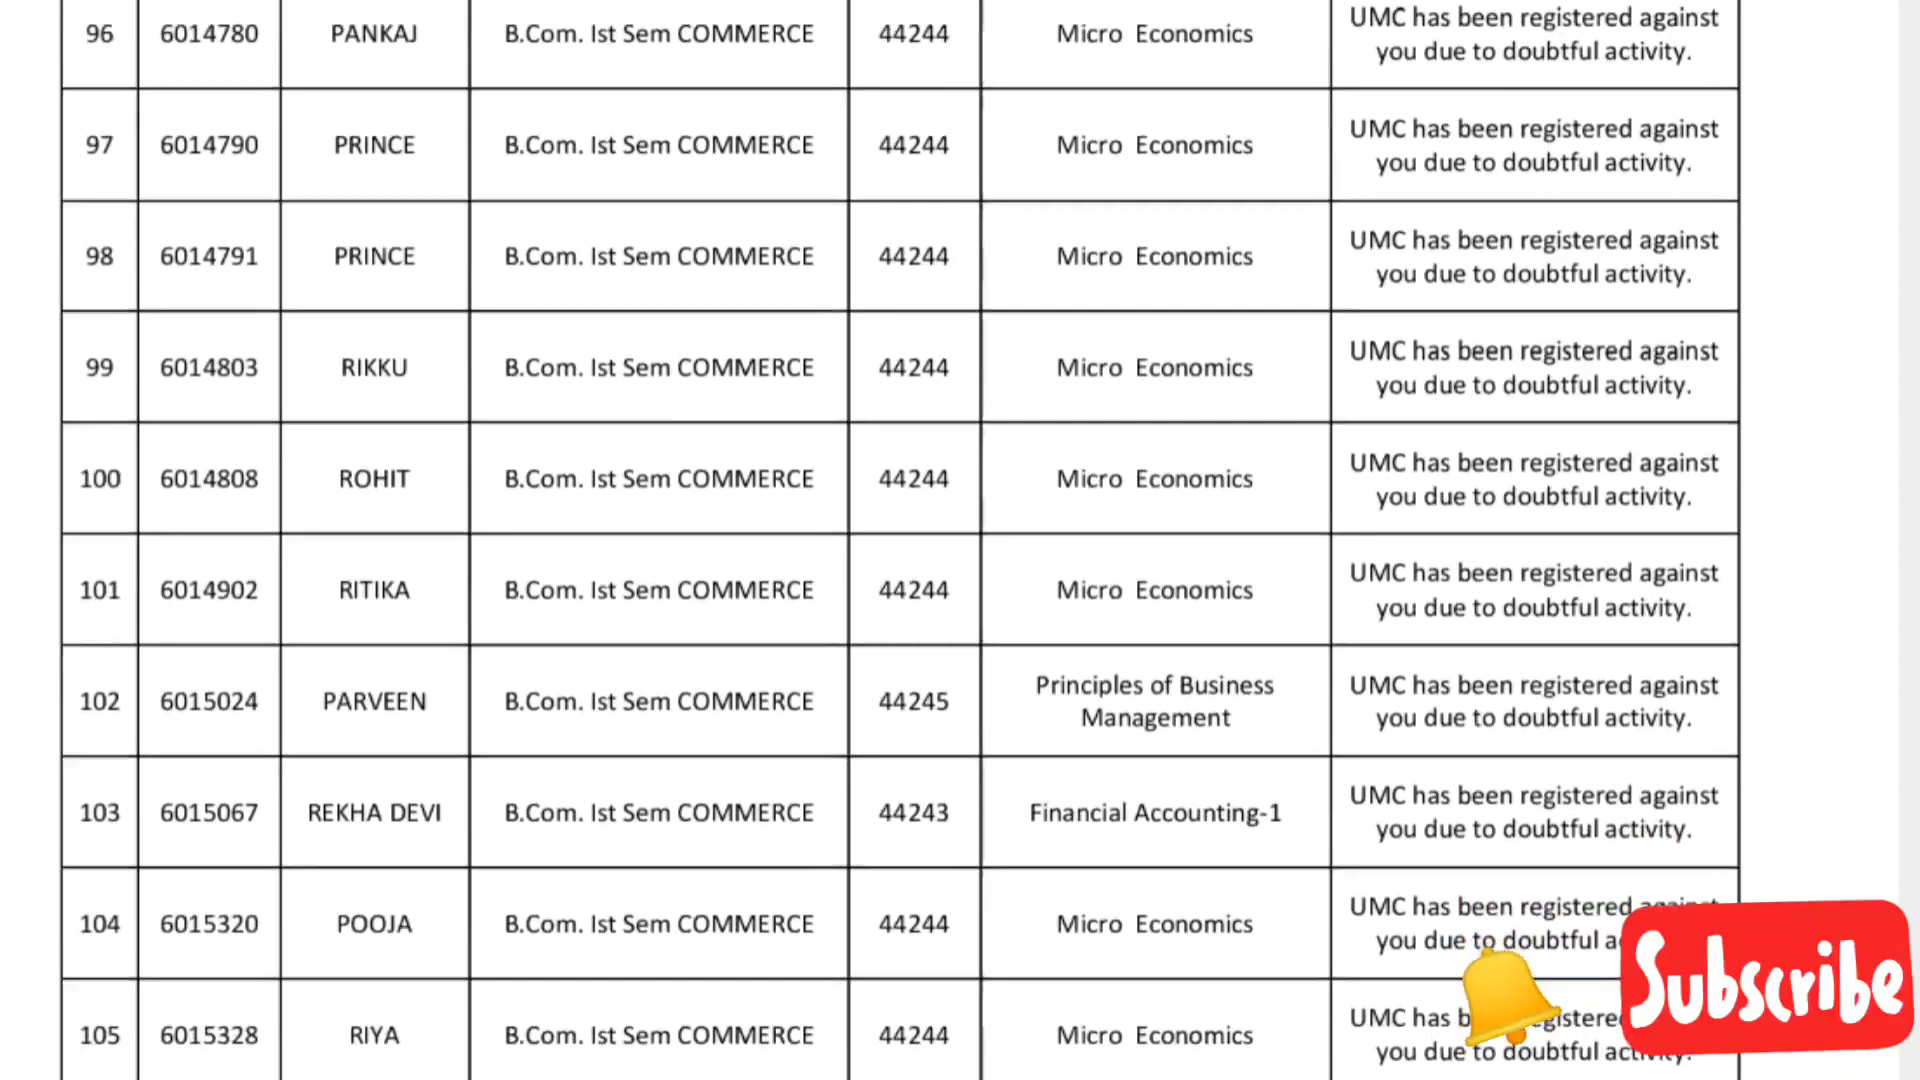 96 6014780 PANKAJ B.Com. Ist Sem COMMERCE 44244 Micro Economics UMC has been registered against
you due to doubtful activity.
97 6014790 PRINCE B.Com. Ist Sem COMMERCE 44244 Micro Economics UMC has been registered against
you due to doubtful activity.
98 6014791 PRINCE B.Com. Ist Sem COMMERCE 44244 Micro Economics UMC has been registered against
you due to doubtful activity.
99 6014803 RIKKU B.Com. Ist Sem COMMERCE 44244 Micro Economics UMC has been registered against
you due to doubtful activity.
100 6014808 ROHIT B.Com. Ist Sem COMMERCE 44244 Micro Economics UMC has been registered against
you due to doubtful activity.
101 6014902 RITIKA B.Com. Ist Sem COMMERCE 44244 Micro Economics UMC has been registered against
you due to doubtful activity.
102 6015024 PARVEEN B.Com. Ist Sem COMMERCE 44245 Principles of Business
Management UMC has been registered against
you due to doubtful activity.
103 6015067 REKHA DEVI B.Com. Ist Sem COMMERCE 44243 Financial Accounting-1 UMC has been registered against
you due to doubtful activity.
104 6015320 POOJA B.Com. Ist Sem COMMERCE 44244 Micro Economics UMC has been registered
you due to doubtful
105 6015328 RIYA B.Com. Ist Sem COMMERCE 44244 Micro Economics UMC has
you due to doubtful
Subscribe